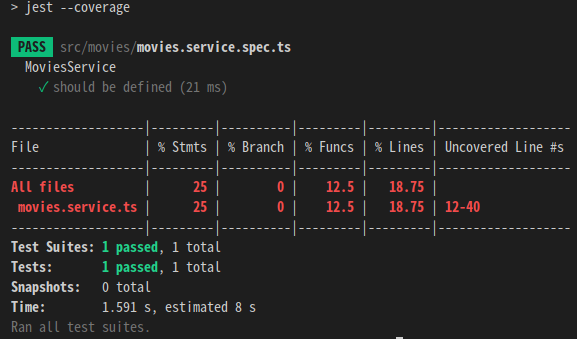 > jest --coverage
PASS src/movies/movies.service.spec.ts
MoviesService
✓ should be defined (21 ms)
-------------------|---------|----------|---------|---------|-------------------
File               | % Stmts | % Branch | % Funcs | % Lines | Uncovered Line #s
-------------------|---------|----------|---------|---------|-------------------
All files          |      25 |        0 |    12.5 |   18.75 |
movies.service.ts |      25 |        0 |    12.5 |   18.75 | 12-40
-------------------|---------|----------|---------|---------|-------------------
Test Suites: 1 passed, 1 total
Tests:       1 passed, 1 total
Snapshots:   0 total
Time:        1.591 s, estimated 8 s
Ran all test suites.